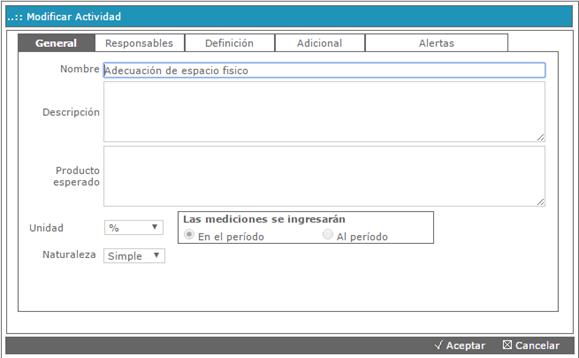 ..:: Modificar Actividad
General Responsables Definición Adicional Alertas
Nombre Adecuación de espacio fisico
Descripción
Producto
esperado
Las mediciones se ingresarán
Unidad % En el período Al período
Naturaleza Simple
√ Aceptar ☒ Cancelar